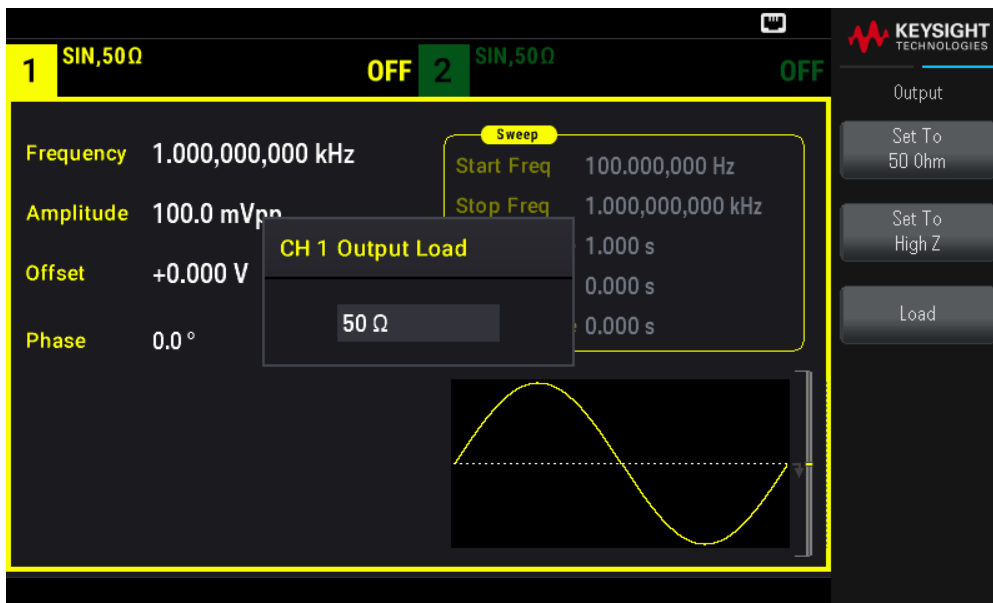 KEYSIGHT
TECHNOLOGIES
1 SIN,50Ω OFF
2 SIN,50Ω OFF
Output
Set To
50 Ohm
Set To
High Z
Load
Frequency 1.000,000,000 kHz
Amplitude 100.0 mVpp
Offset +0.000 V
Phase 0.0 °
Sweep
Start Freq 100.000,000 Hz
Stop Freq 1.000,000,000 kHz
1.000 s
0.000 s
0.000 s
CH 1 Output Load
50 Ω